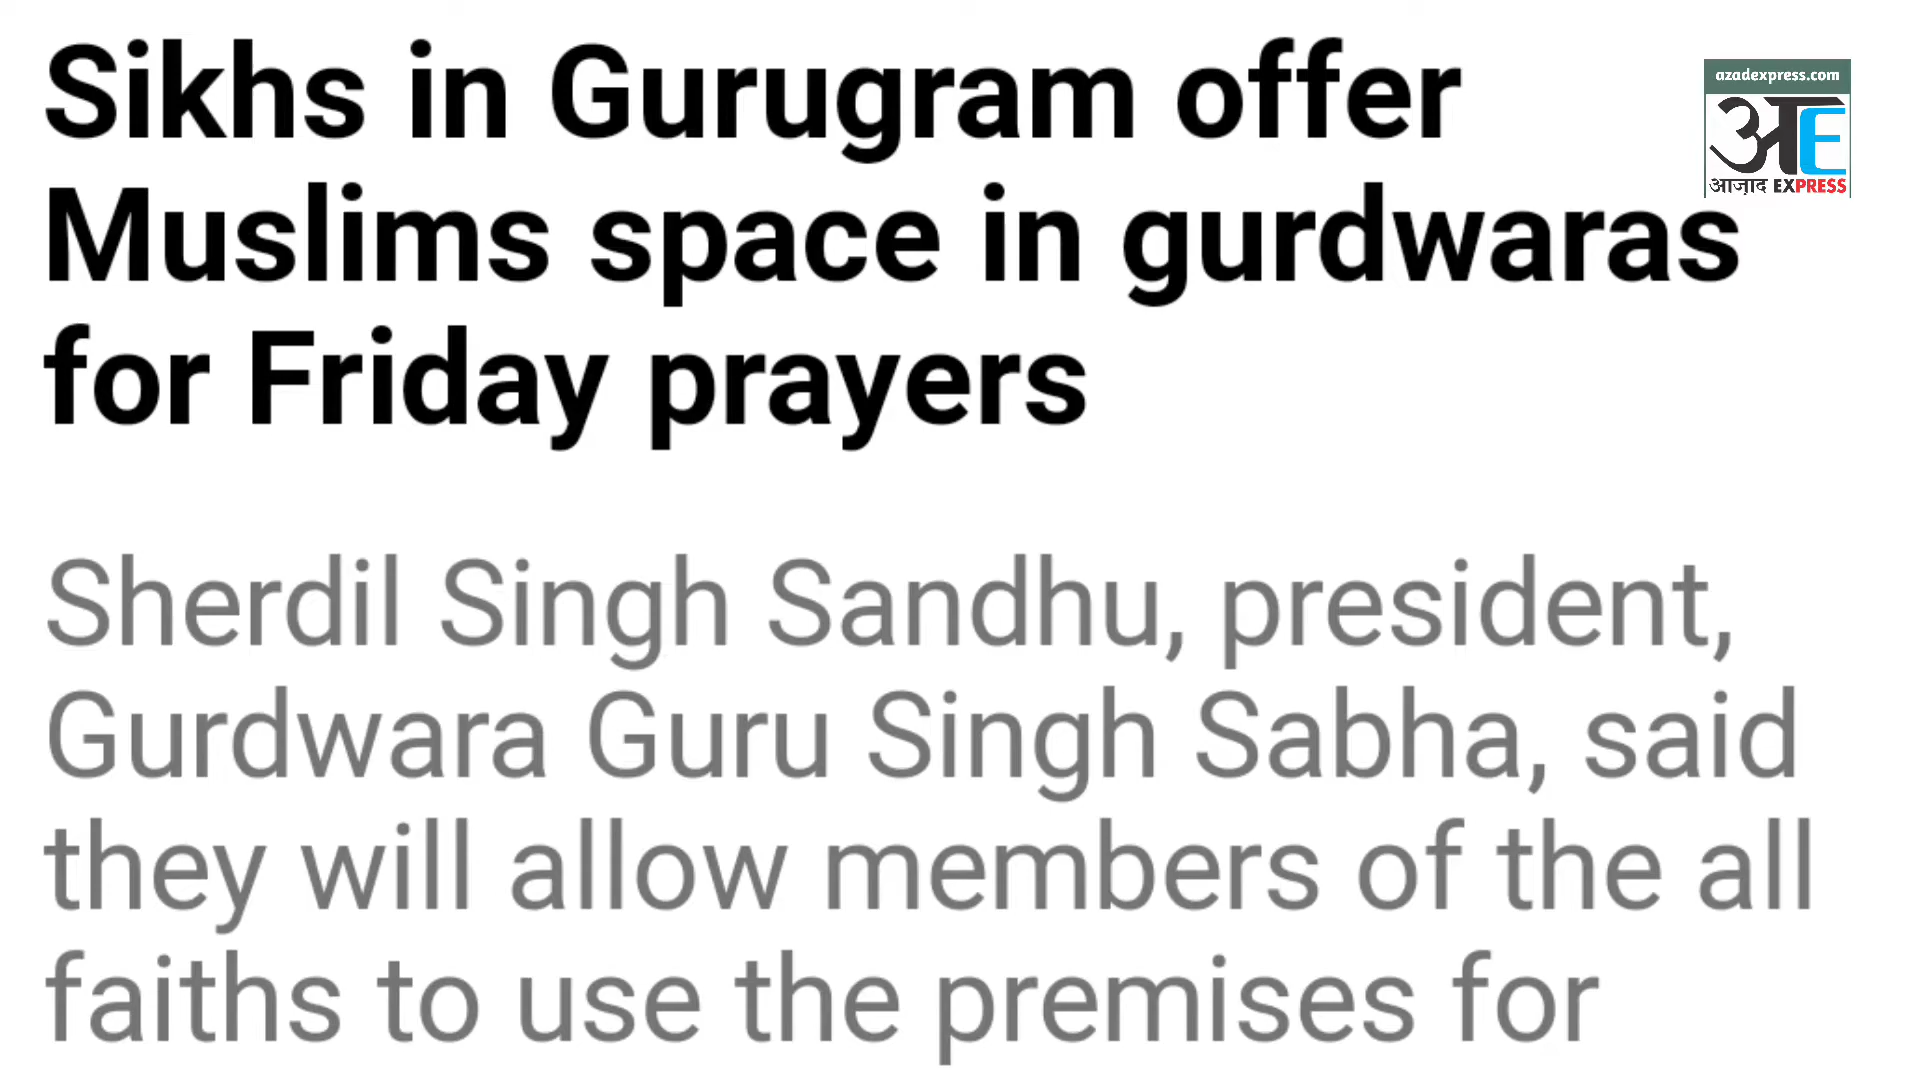 Sikhs in Gurugram offer
Muslims space in gurdwaras
for Friday prayers
azadexpress.com
अTE
आज़ाद EXPRESS
Sherdil Singh Sandhu, president,
Gurdwara Guru Singh Sabha, said
they will allow members of the all
faiths to use the premises for